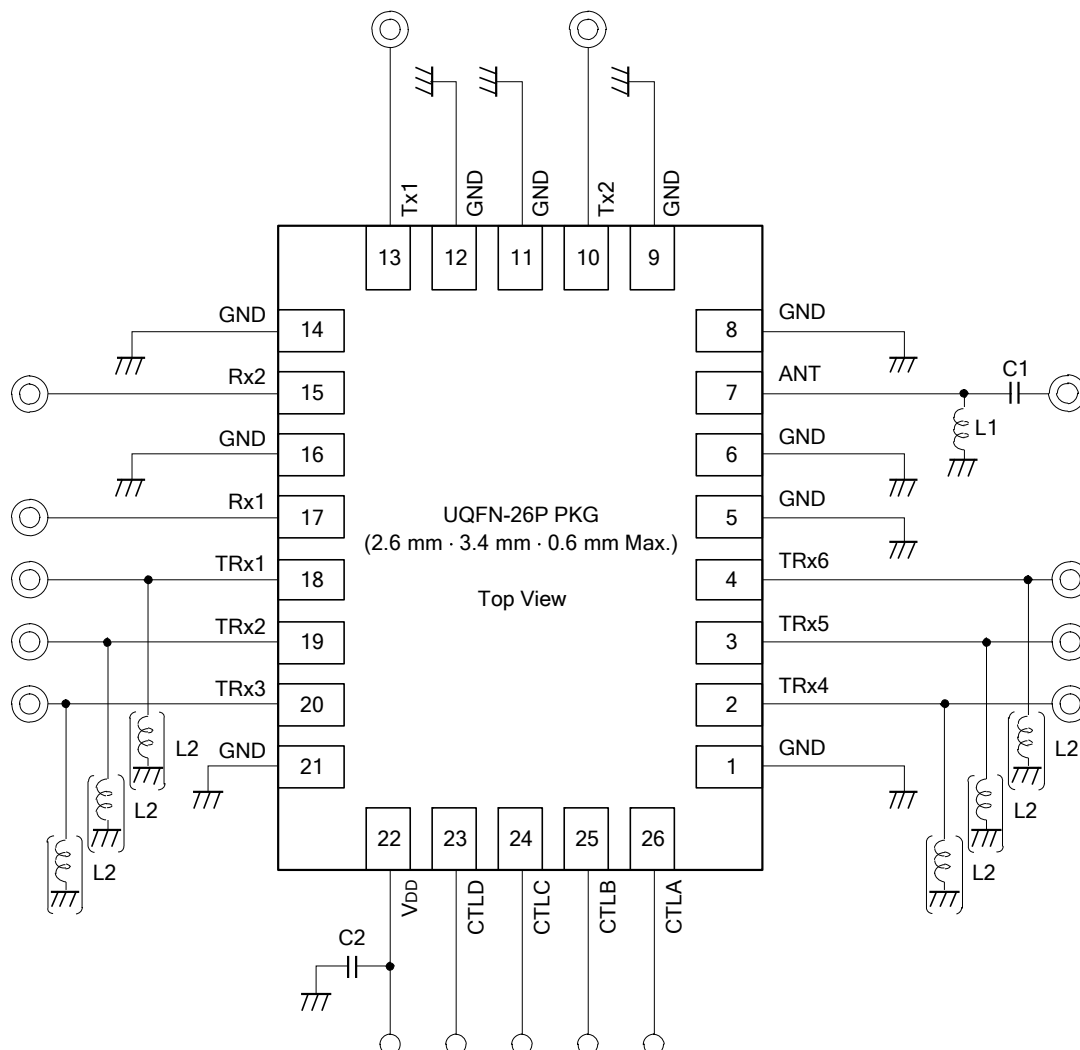 Tx1
GND
GND
Tx2
GND
13
12
11
10
9
GND
14
8
GND
Rx2
15
7
ANT
C1
L1
GND
16
6
GND
Rx1
17
5
GND
UQFN-26P PKG
(2.6 mm · 3.4 mm · 0.6 mm Max.)
Top View
TRx1
18
4
TRx6
TRx2
19
3
TRx5
TRx3
20
2
TRx4
GND
21
1
GND
L2
L2
L2
L2
L2
L2
22
23
24
25
26
VDD
CTLD
CTLC
CTLB
CTLA
C2